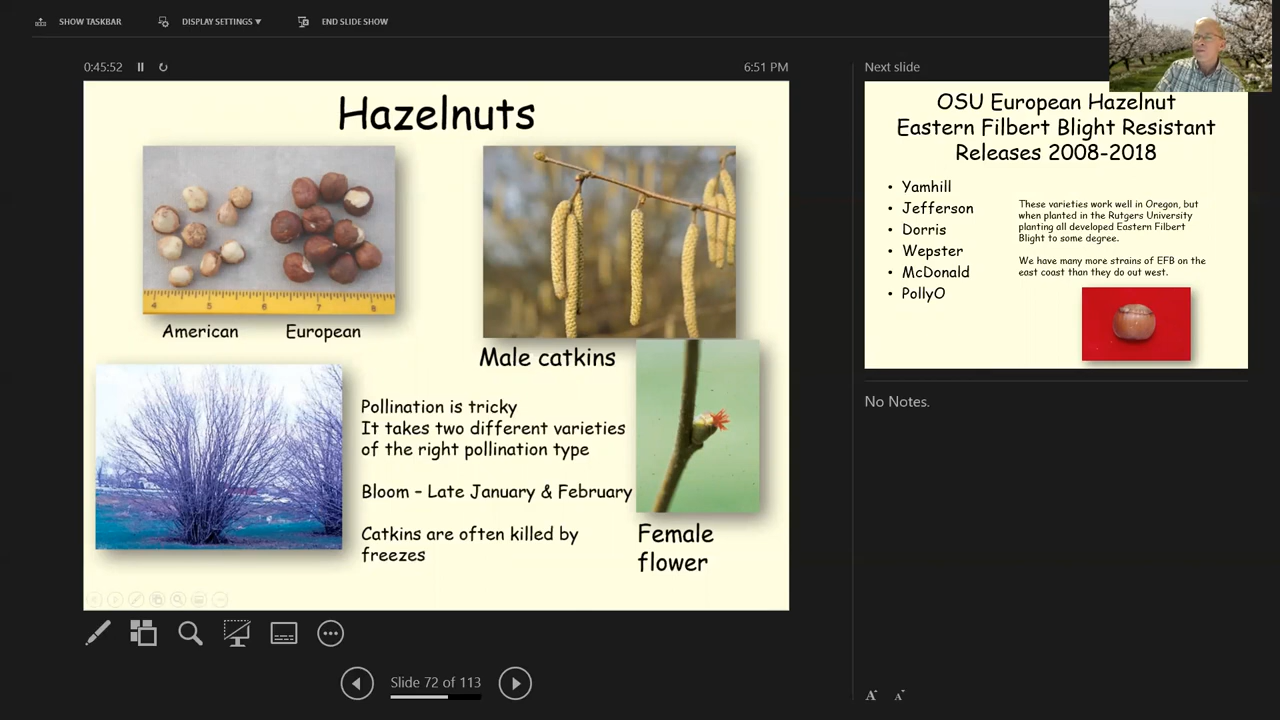 SHOW TASKBAR
DISPLAY SETTINGS ▼
END SLIDE SHOW
0:45:52
6:51 PM
Hazelnuts
4 5 6 7 8
American
European
Male catkins
Pollination is tricky
It takes two different varieties
of the right pollination type
Bloom – Late January & February
Catkins are often killed by
freezes
Female
flower
Slide 72 of 113
Next slide
OSU European Hazelnut
Eastern Filbert Blight Resistant
Releases 2008-2018
• Yamhill
• Jefferson
• Dorris
• Wepster
• McDonald
• PollyO
These varieties work well in Oregon, but
when planted in the Rutgers University
planting all developed Eastern Filbert
Blight to some degree.
We have many more strains of EFB on the
east coast than they do out west.
No Notes.
A A